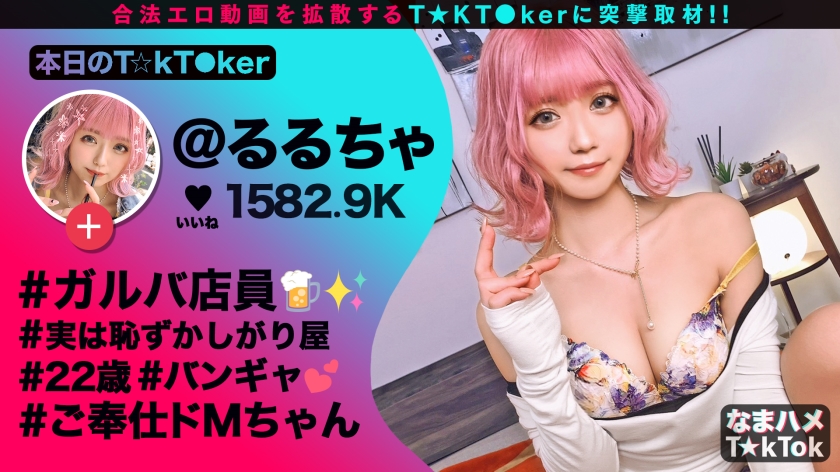 合法エロ動画を拡散するT★KT●kerに突撃取材!!
本日のT☆kT●ker
@るるちゃ
♥ 1582.9K
いいね
+
#ガルバ店員🍺✨
#実は恥ずかしがり屋
#22歳 #バンギャ💕
#ご奉仕ドMちゃん
なまハメ
T★kTok